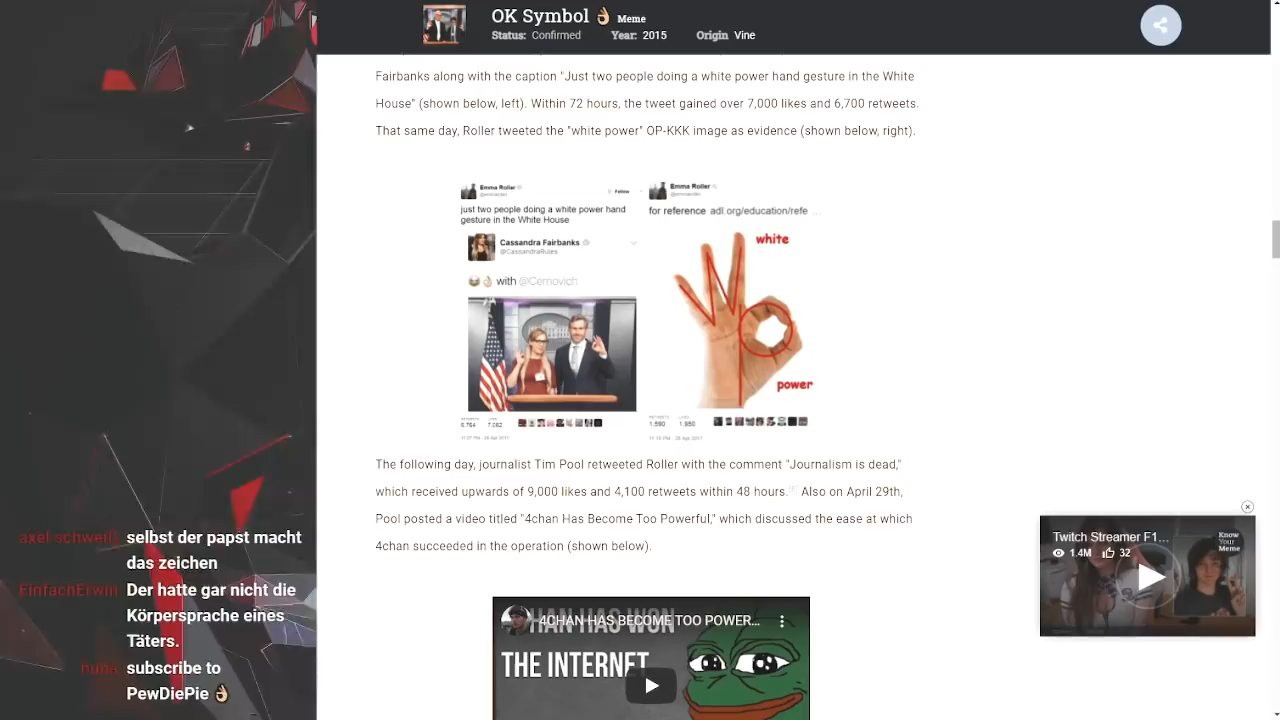 OK Symbol 👌 Meme
Status: Confirmed Year: 2015 Origin Vine
Fairbanks along with the caption "Just two people doing a white power hand gesture in the White
House" (shown below, left). Within 72 hours, the tweet gained over 7,000 likes and 6,700 retweets.
That same day, Roller tweeted the "white power" OP-KKK image as evidence (shown below, right).
Emma Roller
Follow
just two people doing a white power hand
gesture in the White House
Cassandra Fairbanks
@CassandraRules
😂👌 with @Cernovich
Emma Roller
for reference adl.org/education/refe ...
white
power
The following day, journalist Tim Pool retweeted Roller with the comment "Journalism is dead,"
which received upwards of 9,000 likes and 4,100 retweets within 48 hours. Also on April 29th,
Pool posted a video titled "4chan Has Become Too Powerful," which discussed the ease at which
4chan succeeded in the operation (shown below).
4CHAN HAS BECOME TOO POWER...
HAN HAS WON
THE INTERNET
Twitch Streamer F1...
1.4M 32
Know
Your
Meme
selbst der papst macht
das zeichen
EinfachErwin Der hatte gar nicht die
Körpersprache eines
Täters.
subscribe to
PewDiePie 👌